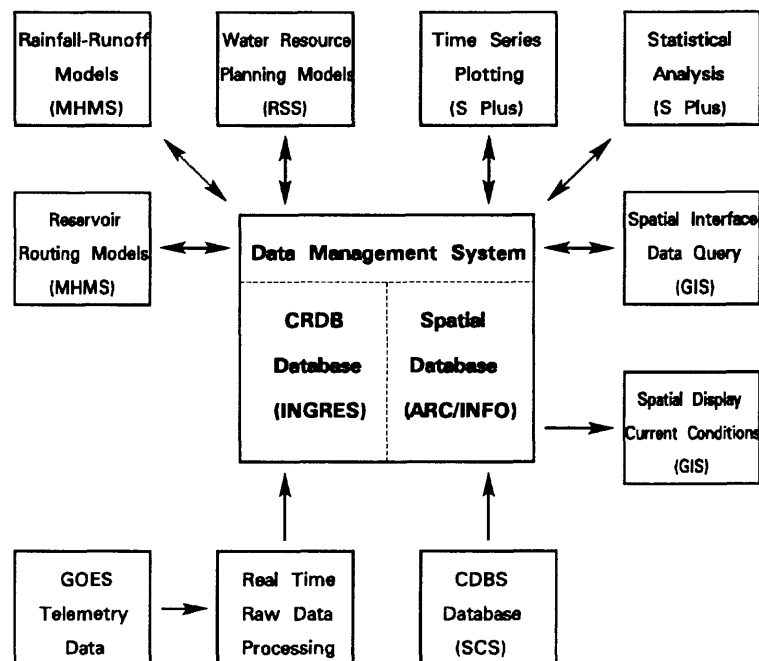 Rainfall-Runoff
Models
(MHMS)
Water Resource
Planning Models
(RSS)
Time Series
Plotting
(S Plus)
Statistical
Analysis
(S Plus)
Reservoir
Routing Models
(MHMS)
Data Management System
CRDB
Database
(INGRES)
Spatial
Database
(ARC/INFO)
Spatial Interface
Data Query
(GIS)
Spatial Display
Current Conditions
(GIS)
GOES
Telemetry
Data
Real Time
Raw Data
Processing
CDBS
Database
(SCS)